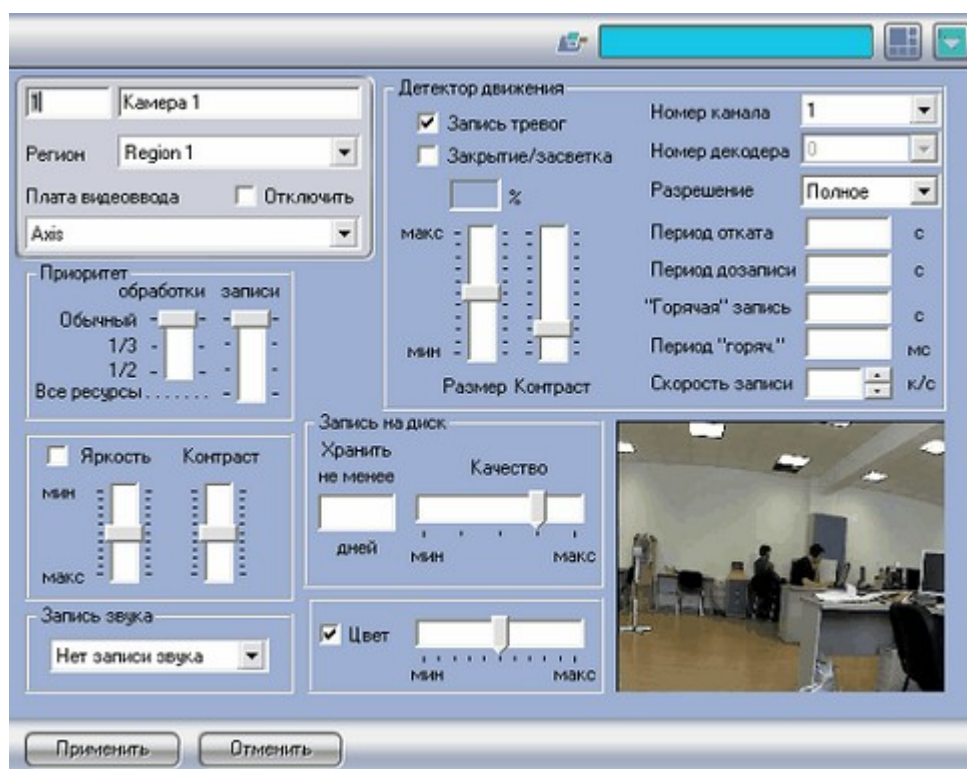 1
Камера 1
Регион
Region 1
Плата видеоввода
Отключить
Axis
Приоритет
обработки записи
Обычный
1/3
1/2
Все ресурсы.......
Яркость
Контраст
мин
макс
Запись звука
Нет записи звука
Детектор движения
Запись тревог
Закрытие/засветка
%
макс
мин
Размер Контраст
Номер канала 1
Номер декодера 0
Разрешение Полное
Период отката с
Период дозаписи с
"Горячая" запись с
Период "горяч." мс
Скорость записи к/с
Запись на диск
Хранить
не менее
дней
Качество
мин макс
Цвет
мин макс
Применить
Отменить